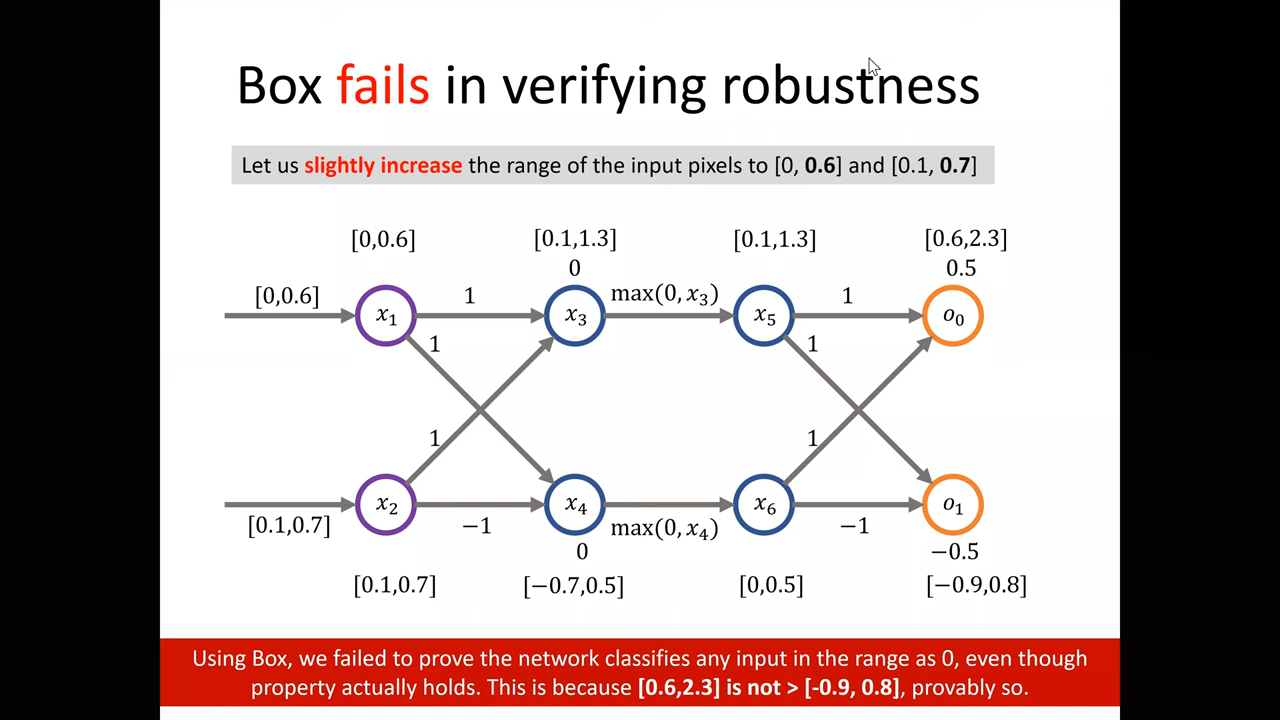 Box fails in verifying robustness
Let us slightly increase the range of the input pixels to [0, 0.6] and [0.1, 0.7]
[0,0.6] [0.1,1.3] [0.1,1.3] [0.6,2.3]
0 0.5
[0,0.6] 1 max(0, x₃) 1
x₁ x₃ x₅ o₀
1 1
1 1
x₂ x₄ x₆ o₁
[0.1,0.7] −1 max(0, x₄) −1
0 −0.5
[0.1,0.7] [−0.7,0.5] [0,0.5] [−0.9,0.8]
Using Box, we failed to prove the network classifies any input in the range as 0, even though
property actually holds. This is because [0.6,2.3] is not > [-0.9, 0.8], provably so.